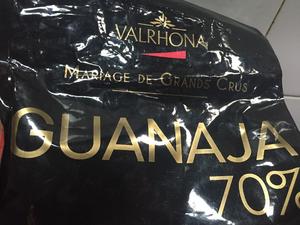 VALRHONA
MARIAGE DE GRANDS CRUS
GUANAJA
70%